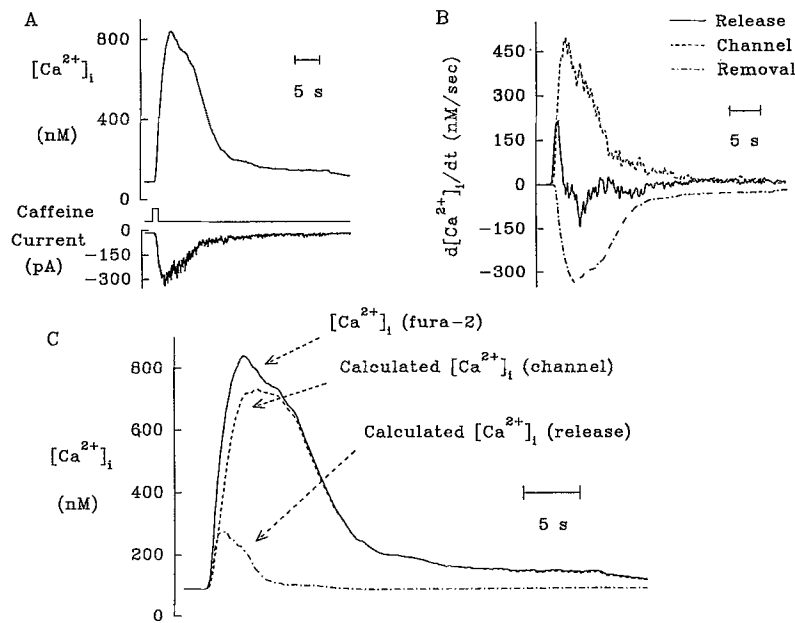 A
800
[Ca²⁺]ᵢ
5 s
400
(nM)
0
Caffeine
Current
(pA)
0
−150
−300
B
Release
Channel
Removal
450
300
150
0
−150
−300
d[Ca²⁺]ᵢ/dt (nM/sec)
5 s
C
[Ca²⁺]ᵢ (fura−2)
Calculated [Ca²⁺]ᵢ (channel)
Calculated [Ca²⁺]ᵢ (release)
800
600
[Ca²⁺]ᵢ
(nM)
400
200
0
5 s